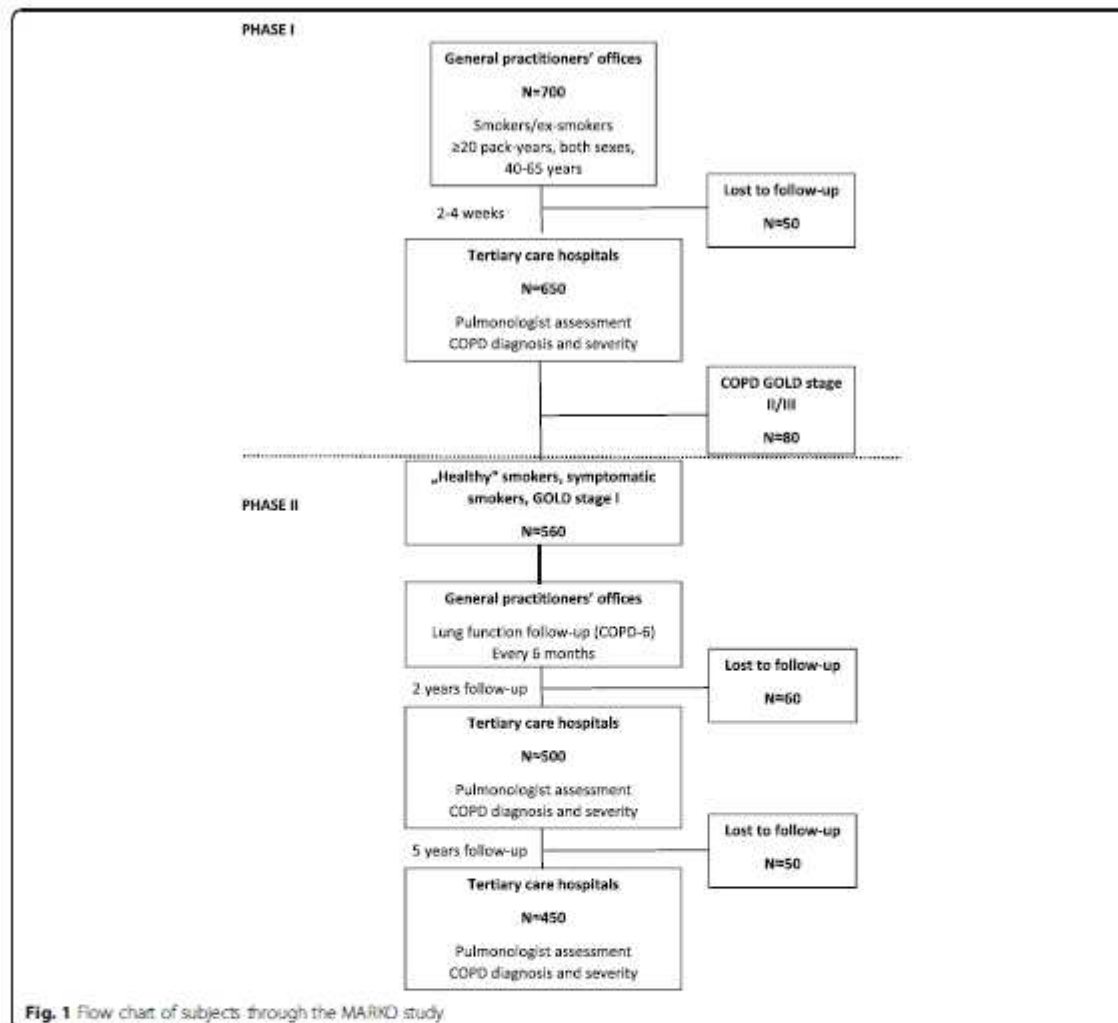 PHASE I
General practitioners' offices
N=700
Smokers/ex-smokers
≥20 pack-years, both sexes,
40-65 years
2-4 weeks
Lost to follow-up
N≈50
Tertiary care hospitals
N≈650
Pulmonologist assessment
COPD diagnosis and severity
COPD GOLD stage
II/III
N≈80
„Healthy" smokers, symptomatic
smokers, GOLD stage I
N≈560
PHASE II
General practitioners' offices
Lung function follow-up (COPD-6)
Every 6 months
2 years follow-up
Lost to follow-up
N≈60
Tertiary care hospitals
N≈500
Pulmonologist assessment
COPD diagnosis and severity
5 years follow-up
Lost to follow-up
N≈50
Tertiary care hospitals
N≈450
Pulmonologist assessment
COPD diagnosis and severity
Fig. 1 Flow chart of subjects through the MARKO study